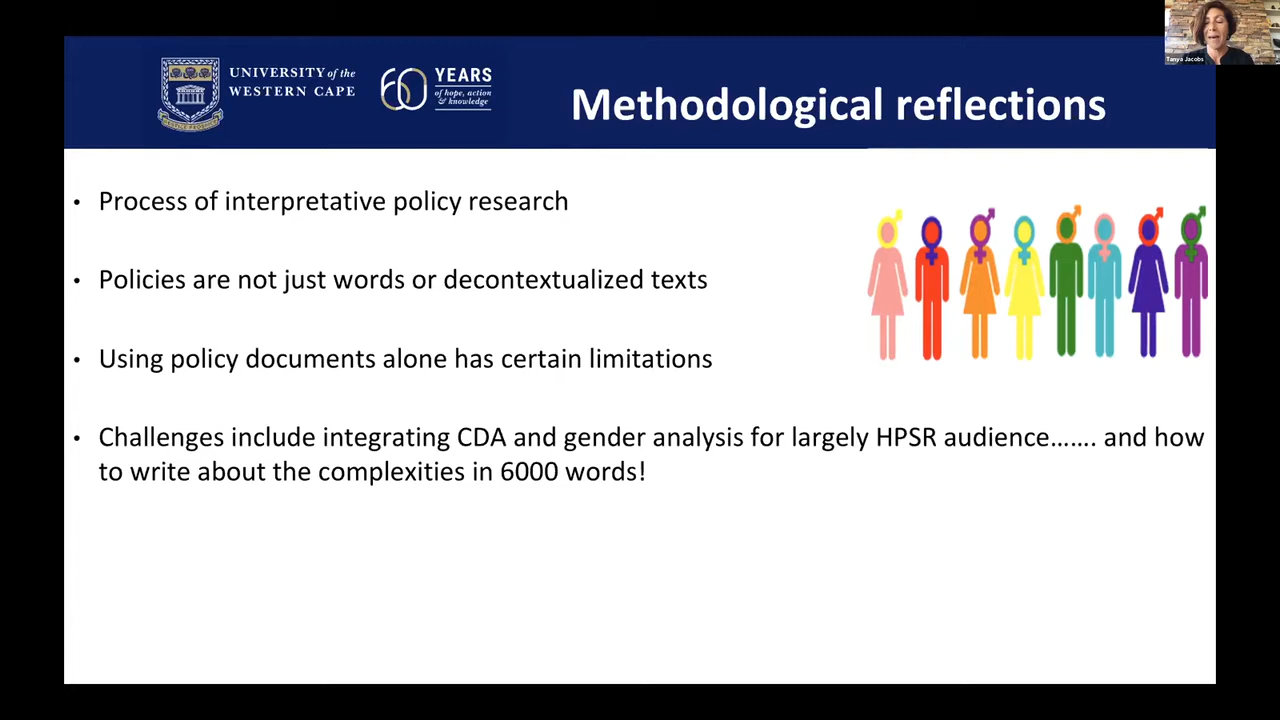 Tanya Jacobs
UNIVERSITY of the
WESTERN CAPE
60 YEARS
of hope, action
& knowledge
Methodological reflections
• Process of interpretative policy research
• Policies are not just words or decontextualized texts
• Using policy documents alone has certain limitations
• Challenges include integrating CDA and gender analysis for largely HPSR audience……. and how
to write about the complexities in 6000 words!